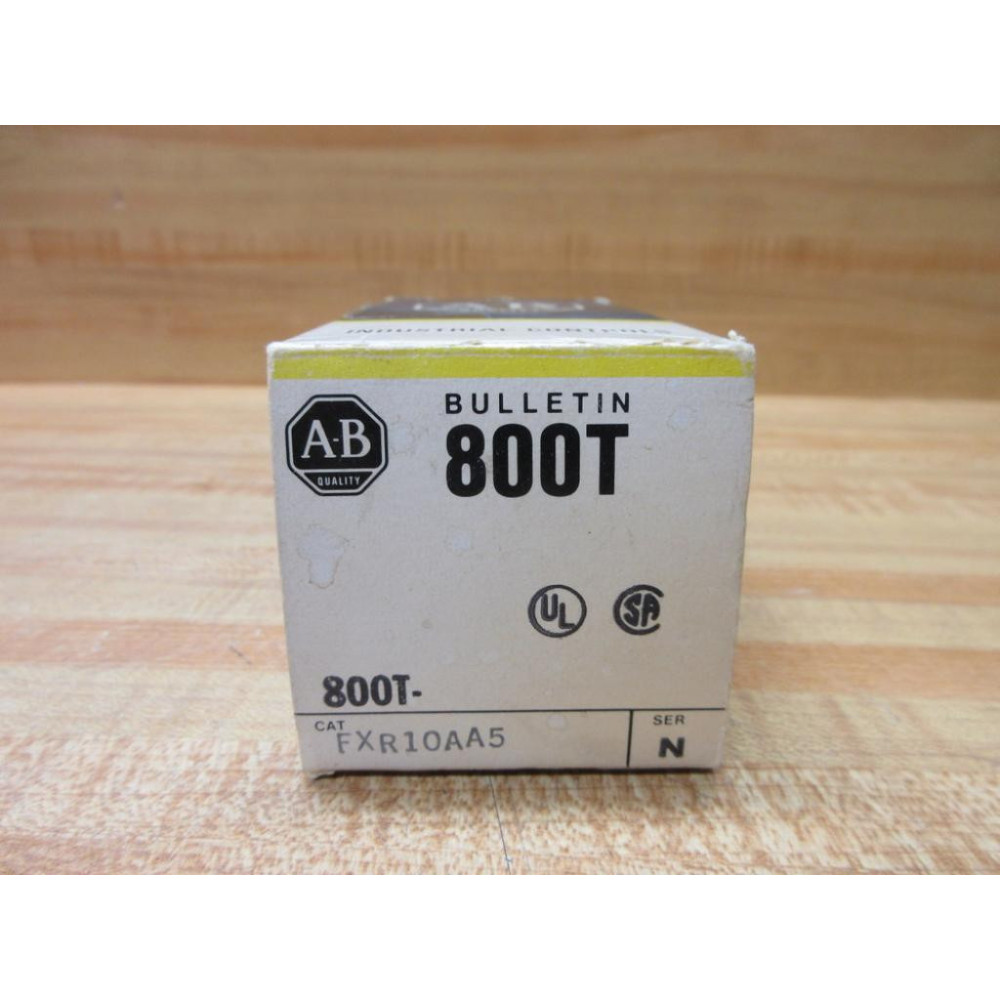 INDUSTRIAL CONTROLS
A-B
QUALITY
BULLETIN
800T
UL
SA
800T-
CAT
FXR10AA5
SER
N